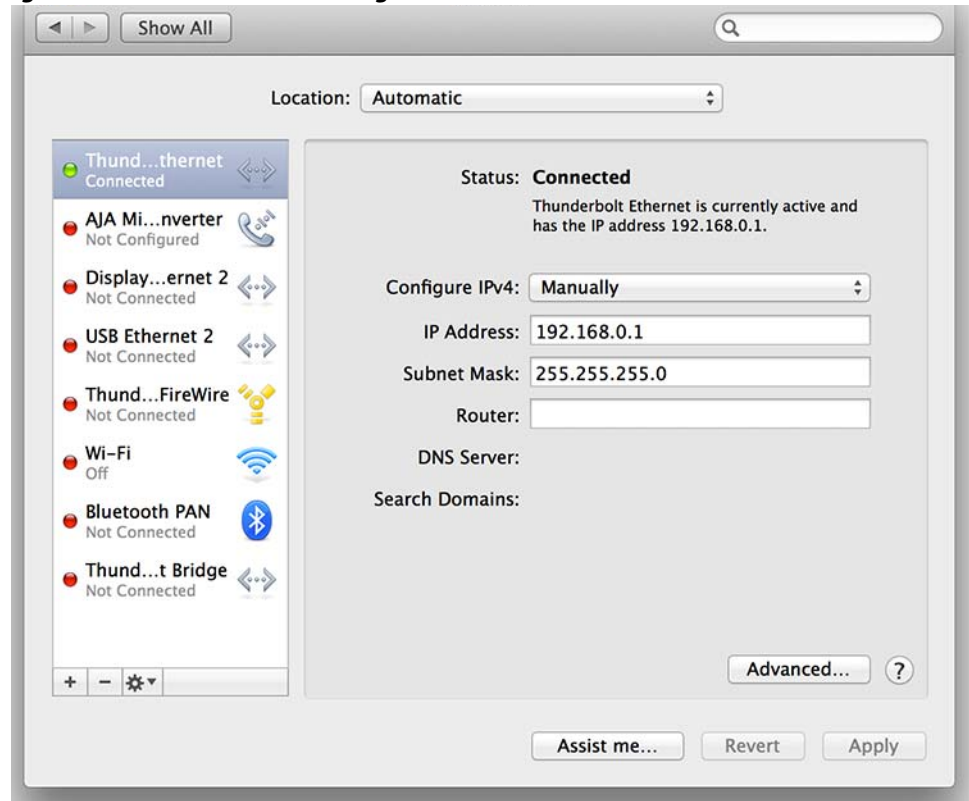 Show All
Location: Automatic
Thund...thernet
Connected
AJA Mi...nverter
Not Configured
Display...ernet 2
Not Connected
USB Ethernet 2
Not Connected
Thund...FireWire
Not Connected
Wi-Fi
Off
Bluetooth PAN
Not Connected
Thund...t Bridge
Not Connected
Status: Connected
Thunderbolt Ethernet is currently active and
has the IP address 192.168.0.1.
Configure IPv4: Manually
IP Address: 192.168.0.1
Subnet Mask: 255.255.255.0
Router:
DNS Server:
Search Domains:
Advanced... ?
Assist me... Revert Apply